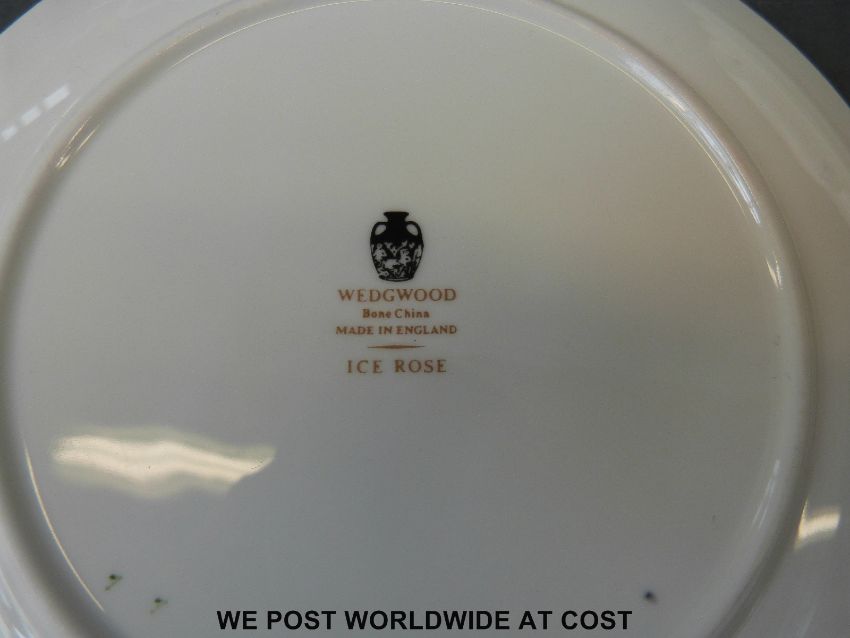 WEDGWOOD
Bone China
MADE IN ENGLAND
ICE ROSE
WE POST WORLDWIDE AT COST